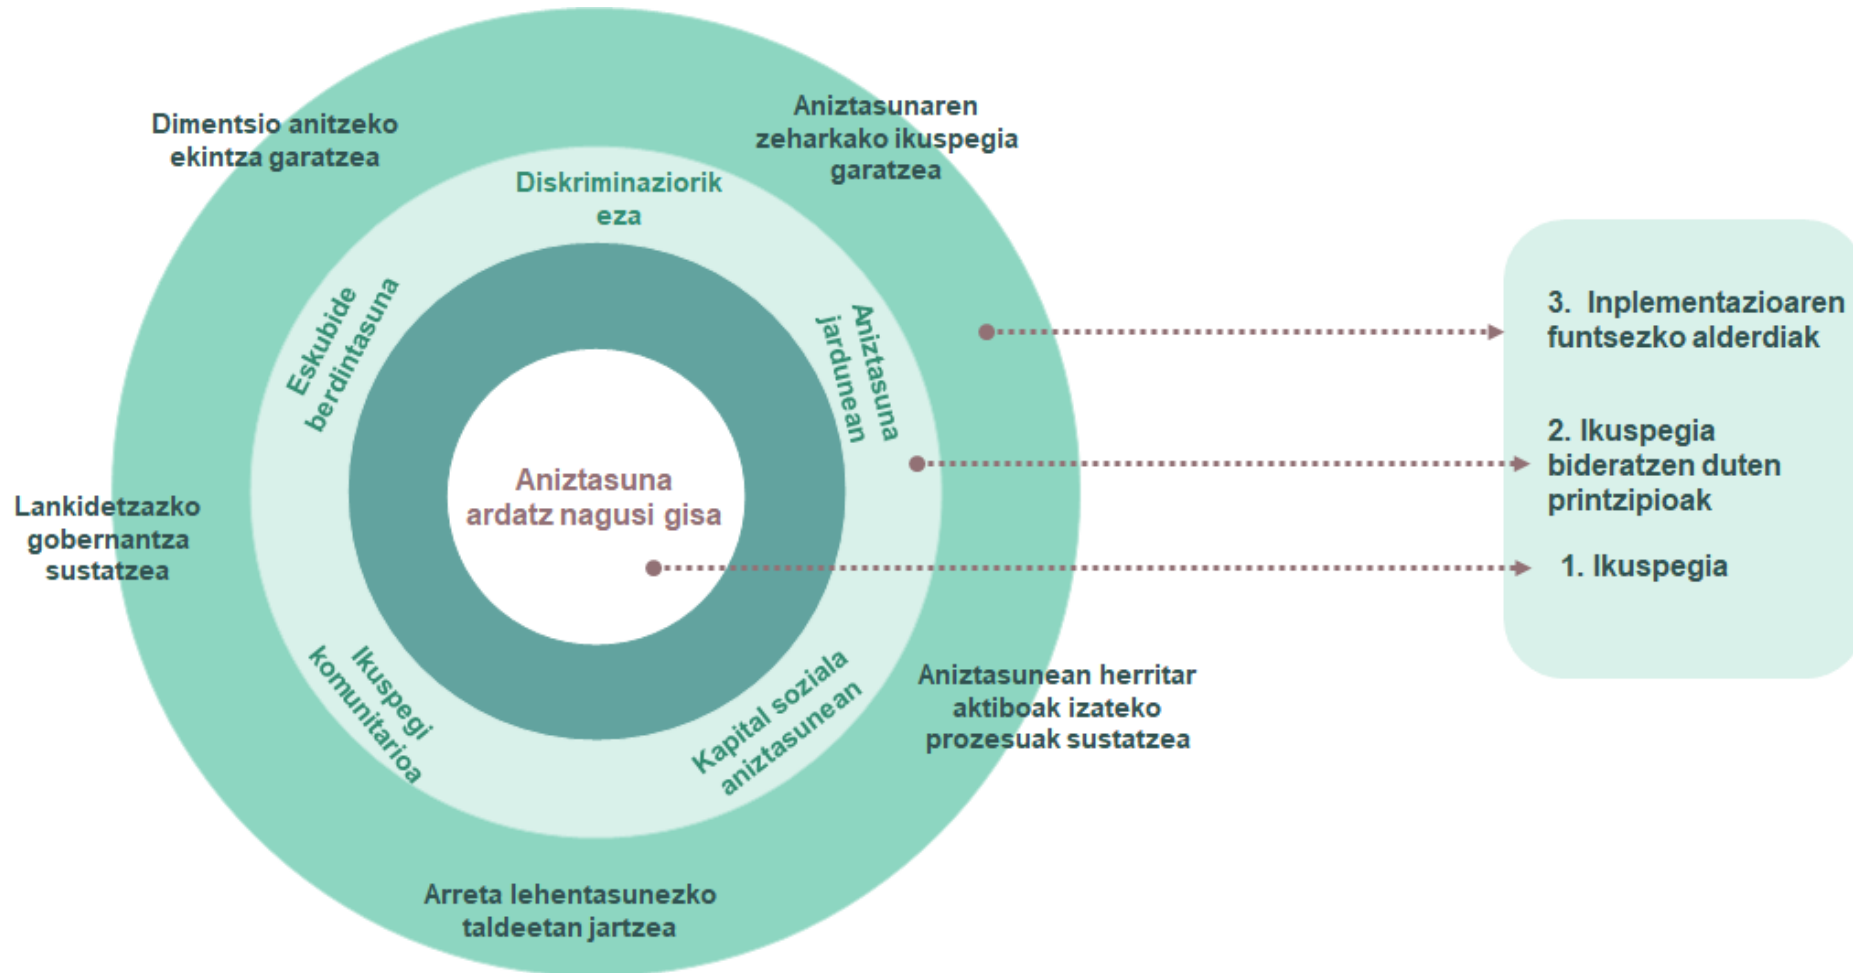 Dimentsio anitzeko
ekintza garatzea
Aniztasunaren
zeharkako ikuspegia
garatzea
Diskriminaziorik
eza
Eskubide
berdintasuna
Aniztasuna
jardunean
Aniztasuna
ardatz nagusi gisa
Lankidetzazko
gobernantza
sustatzea
Ikuspegi
komunitarioa
Kapital soziala
aniztasunean
Aniztasunean herritar
aktiboak izateko
prozesuak sustatzea
Arreta lehentasunezko
taldeetan jartzea
3. Inplementazioaren
funtsezko alderdiak
2. Ikuspegia
bideratzen duten
printzipioak
1. Ikuspegia